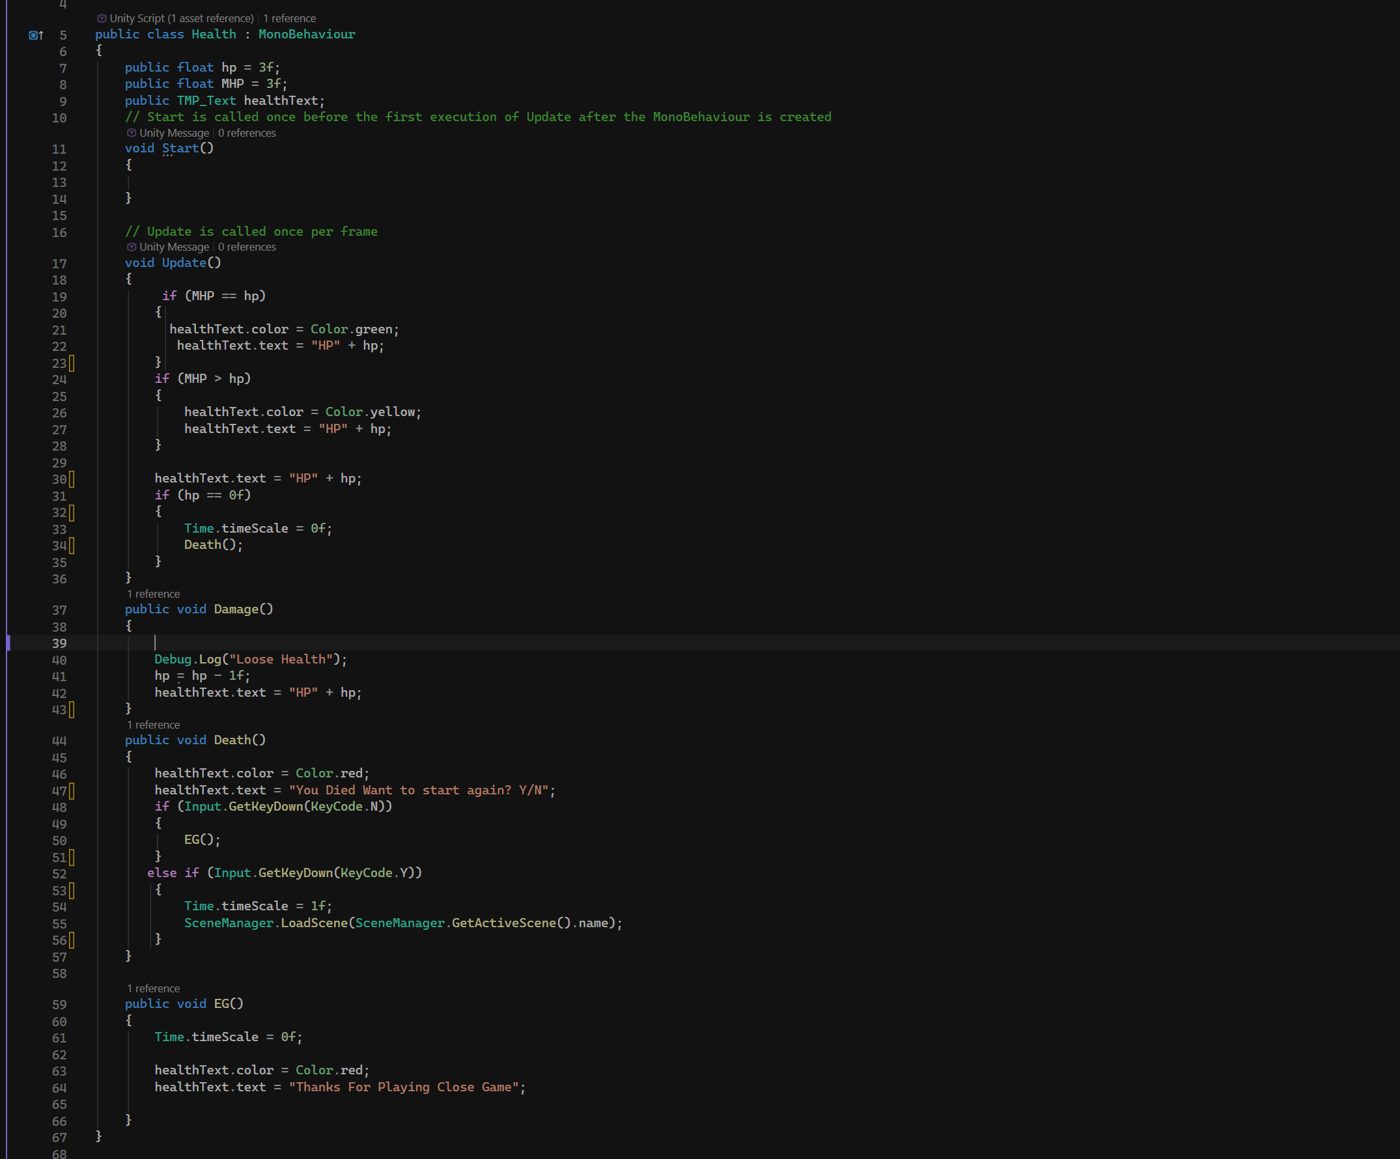 4
Unity Script (1 asset reference) | 1 reference
5 public class Health : MonoBehaviour
6 {
7 public float hp = 3f;
8 public float MHP = 3f;
9 public TMP_Text healthText;
10 // Start is called once before the first execution of Update after the MonoBehaviour is created
Unity Message | 0 references
11 void Start()
12 {
13
14 }
15
16 // Update is called once per frame
Unity Message | 0 references
17 void Update()
18 {
19 if (MHP == hp)
20 {
21 healthText.color = Color.green;
22 healthText.text = "HP" + hp;
23 }
24 if (MHP > hp)
25 {
26 healthText.color = Color.yellow;
27 healthText.text = "HP" + hp;
28 }
29
30 healthText.text = "HP" + hp;
31 if (hp == 0f)
32 {
33 Time.timeScale = 0f;
34 Death();
35 }
36 }
1 reference
37 public void Damage()
38 {
39
40 Debug.Log("Loose Health");
41 hp = hp - 1f;
42 healthText.text = "HP" + hp;
43 }
1 reference
44 public void Death()
45 {
46 healthText.color = Color.red;
47 healthText.text = "You Died Want to start again? Y/N";
48 if (Input.GetKeyDown(KeyCode.N))
49 {
50 EG();
51 }
52 else if (Input.GetKeyDown(KeyCode.Y))
53 {
54 Time.timeScale = 1f;
55 SceneManager.LoadScene(SceneManager.GetActiveScene().name);
56 }
57 }
58
1 reference
59 public void EG()
60 {
61 Time.timeScale = 0f;
62
63 healthText.color = Color.red;
64 healthText.text = "Thanks For Playing Close Game";
65
66 }
67 }
68